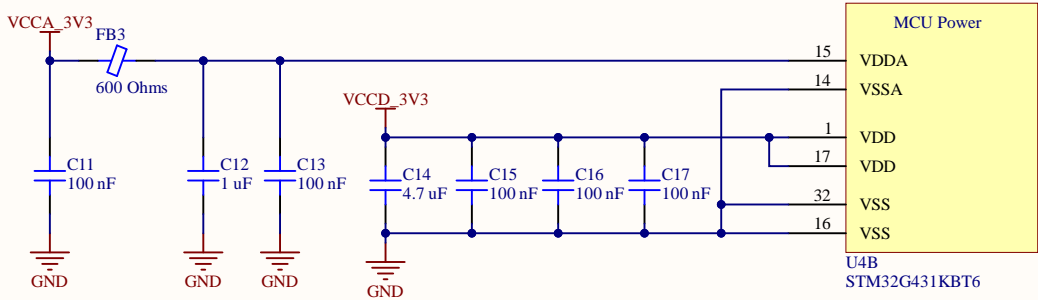 VCCA_3V3
FB3
600 Ohms
C11
100 nF
GND
C12
1 uF
GND
C13
100 nF
GND
VCCD_3V3
C14
4.7 uF
GND
C15
100 nF
C16
100 nF
C17
100 nF
MCU Power
15 VDDA
14 VSSA
1 VDD
17 VDD
32 VSS
16 VSS
U4B
STM32G431KBT6